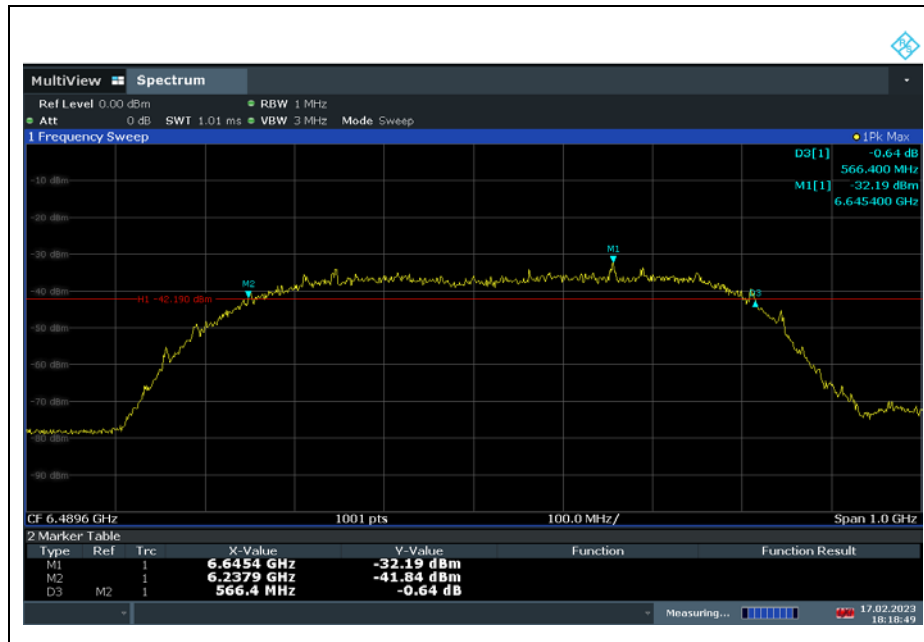 R&S
MultiView Spectrum
Ref Level 0.00 dBm RBW 1 MHz
Att 0 dB SWT 1.01 ms VBW 3 MHz Mode Sweep
1 Frequency Sweep 1Pk Max
D3[1] -0.64 dB
566.400 MHz
M1[1] -32.19 dBm
6.645400 GHz
-10 dBm
-20 dBm
-30 dBm
M1
-40 dBm
M2
H1 -42.190 dBm
D3
-50 dBm
-60 dBm
-70 dBm
-80 dBm
-90 dBm
CF 6.4896 GHz 1001 pts 100.0 MHz/ Span 1.0 GHz
2 Marker Table
Type Ref Trc X-Value Y-Value Function Function Result
M1 1 6.6454 GHz -32.19 dBm
M2 1 6.2379 GHz -41.84 dBm
D3 M2 1 566.4 MHz -0.64 dB
Measuring... 17.02.2023
18:18:49